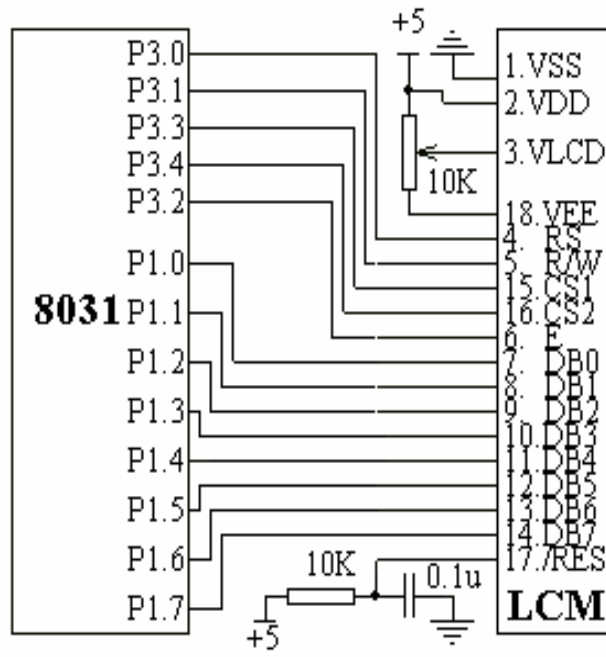 +5
P3.0
P3.1
P3.3
P3.4
P3.2
P1.0
8031
P1.1
P1.2
P1.3
P1.4
P1.5
P1.6
P1.7
1.VSS
2.VDD
3.VLCD
10K
18.VEE
4. RS
5. R/W
15.CS1
16.CS2
6. E
7. DB0
8. DB1
9. DB2
10.DB3
11.DB4
12.DB5
13.DB6
14.DB7
17./RES
10K
0.1u
+5
LCM